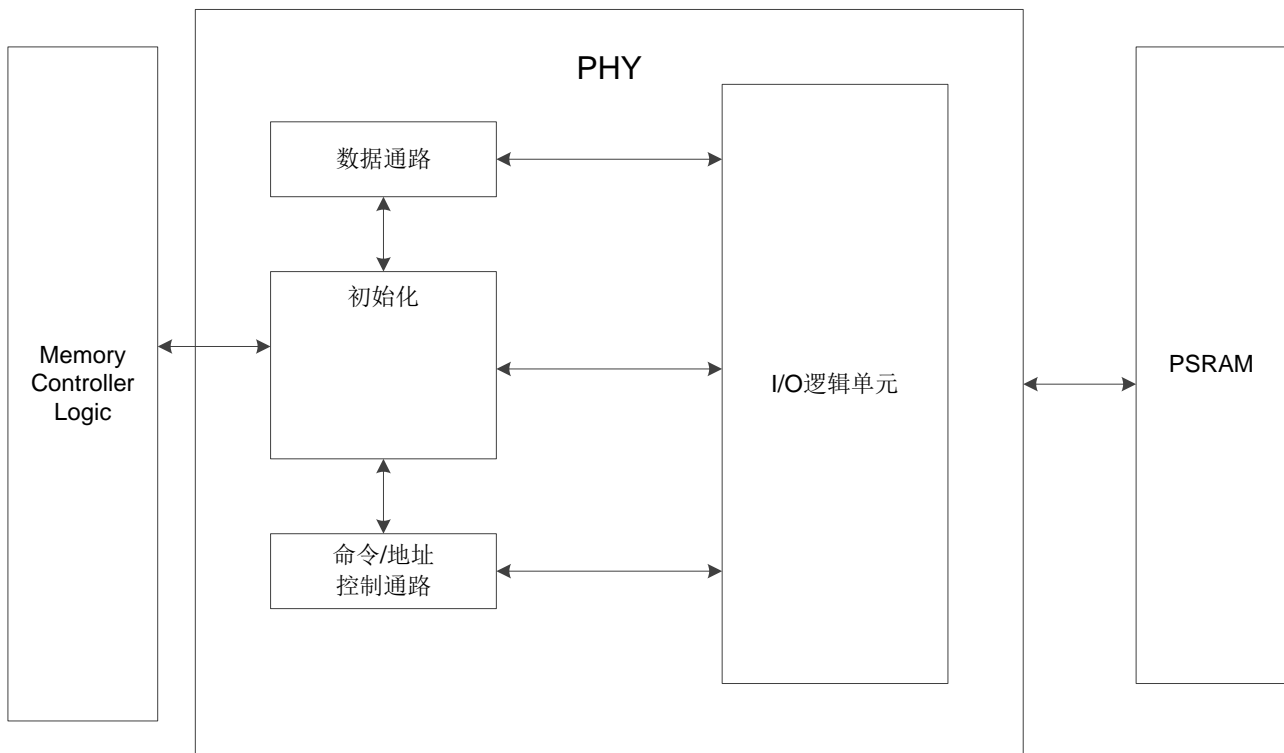 PHY
数据通路
初始化
Memory
Controller
Logic
I/O逻辑单元
PSRAM
命令/地址
控制通路